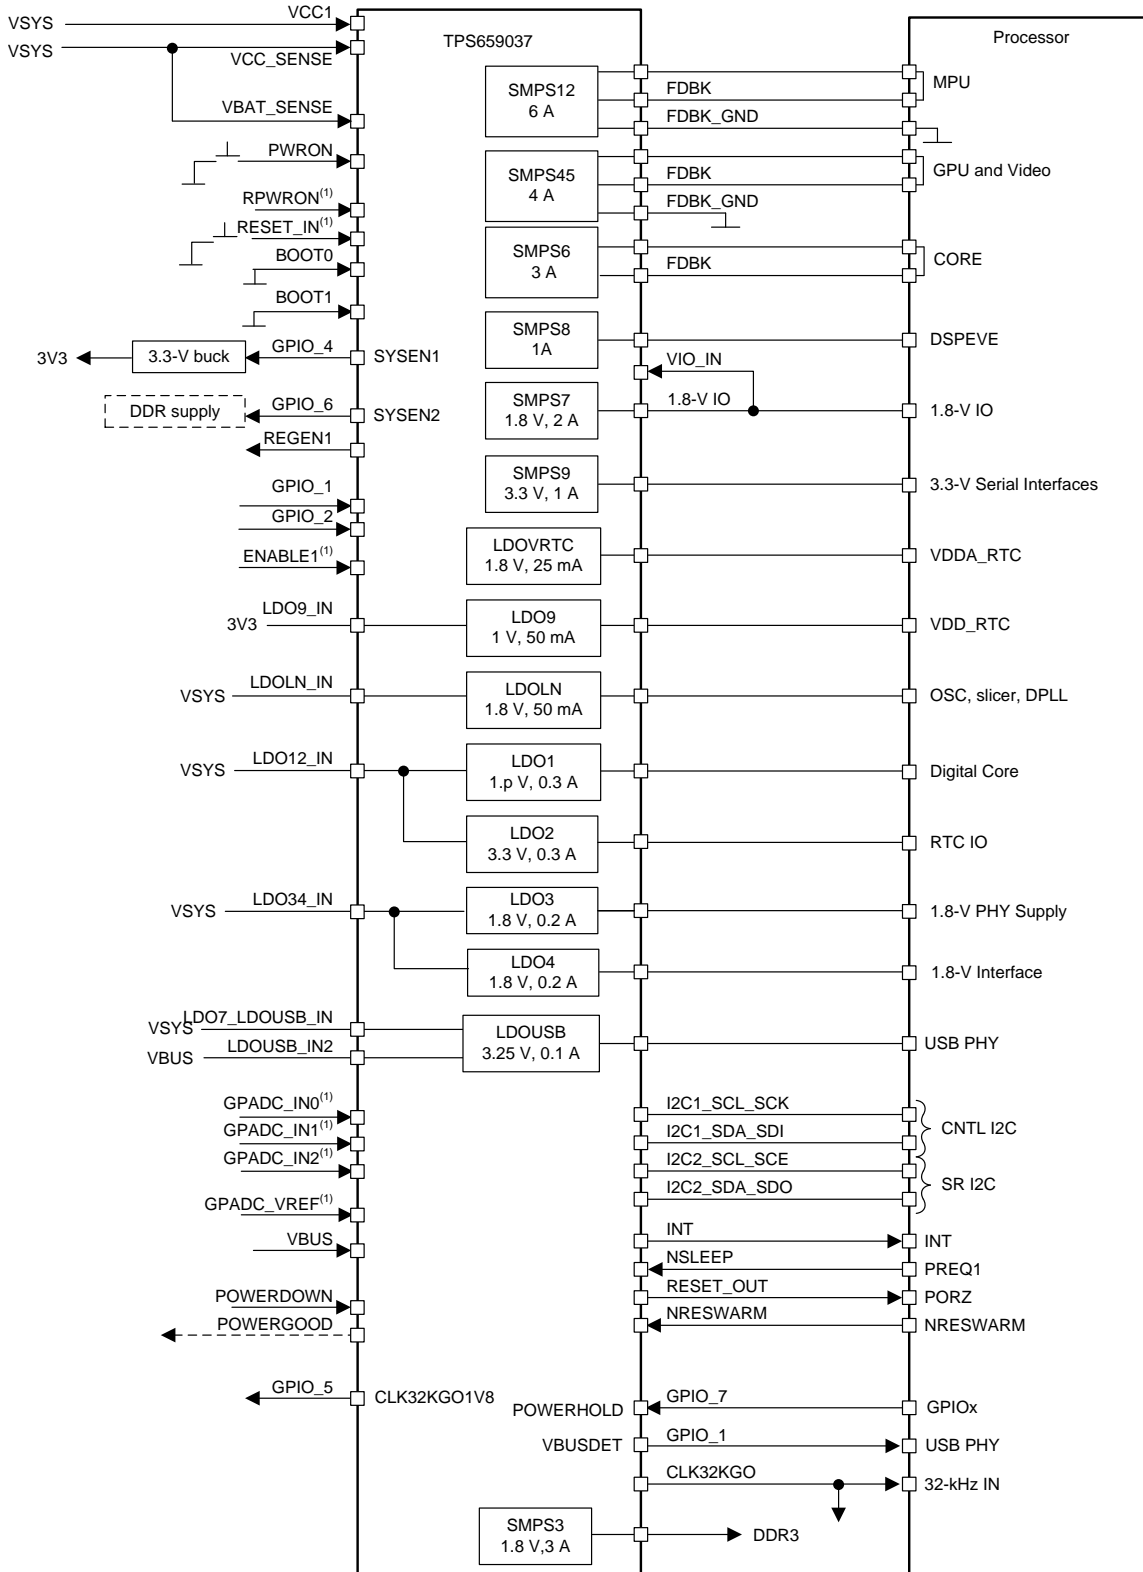 VSYS
VCC1
VSYS
VCC_SENSE
VBAT_SENSE
PWRON
RPWRON(1)
RESET_IN(1)
BOOT0
BOOT1
3V3
3.3-V buck
GPIO_4
SYSEN1
DDR supply
GPIO_6
SYSEN2
REGEN1
GPIO_1
GPIO_2
ENABLE1(1)
3V3
LDO9_IN
VSYS
LDOLN_IN
VSYS
LDO12_IN
VSYS
LDO34_IN
VSYS
LDO7_LDOUSB_IN
VBUS
LDOUSB_IN2
GPADC_IN0(1)
GPADC_IN1(1)
GPADC_IN2(1)
GPADC_VREF(1)
VBUS
POWERDOWN
POWERGOOD
GPIO_5
CLK32KGO1V8
TPS659037
SMPS12
6 A
SMPS45
4 A
SMPS6
3 A
SMPS8
1A
SMPS7
1.8 V, 2 A
SMPS9
3.3 V, 1 A
LDOVRTC
1.8 V, 25 mA
LDO9
1 V, 50 mA
LDOLN
1.8 V, 50 mA
LDO1
1.p V, 0.3 A
LDO2
3.3 V, 0.3 A
LDO3
1.8 V, 0.2 A
LDO4
1.8 V, 0.2 A
LDOUSB
3.25 V, 0.1 A
POWERHOLD
VBUSDET
SMPS3
1.8 V,3 A
FDBK
FDBK_GND
FDBK
FDBK_GND
FDBK
VIO_IN
1.8-V IO
I2C1_SCL_SCK
I2C1_SDA_SDI
I2C2_SCL_SCE
I2C2_SDA_SDO
INT
NSLEEP
RESET_OUT
NRESWARM
GPIO_7
GPIO_1
CLK32KGO
DDR3
Processor
MPU
GPU and Video
CORE
DSPEVE
1.8-V IO
3.3-V Serial Interfaces
VDDA_RTC
VDD_RTC
OSC, slicer, DPLL
Digital Core
RTC IO
1.8-V PHY Supply
1.8-V Interface
USB PHY
CNTL I2C
SR I2C
INT
PREQ1
PORZ
NRESWARM
GPIOx
USB PHY
32-kHz IN